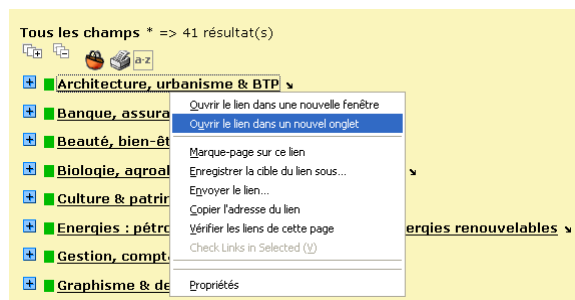 Tous les champs * => 41 résultat(s)
a-z
Architecture, urbanisme & BTP
Banque, assura
Beauté, bien-êt
Biologie, agroal
Culture & patrir
Energies : pétro
ergies renouvelables
Gestion, compt
Graphisme & de
Ouvrir le lien dans une nouvelle fenêtre
Ouvrir le lien dans un nouvel onglet
Marque-page sur ce lien
Enregistrer la cible du lien sous...
Envoyer le lien...
Copier l'adresse du lien
Vérifier les liens de cette page
Check Links in Selected (V)
Propriétés